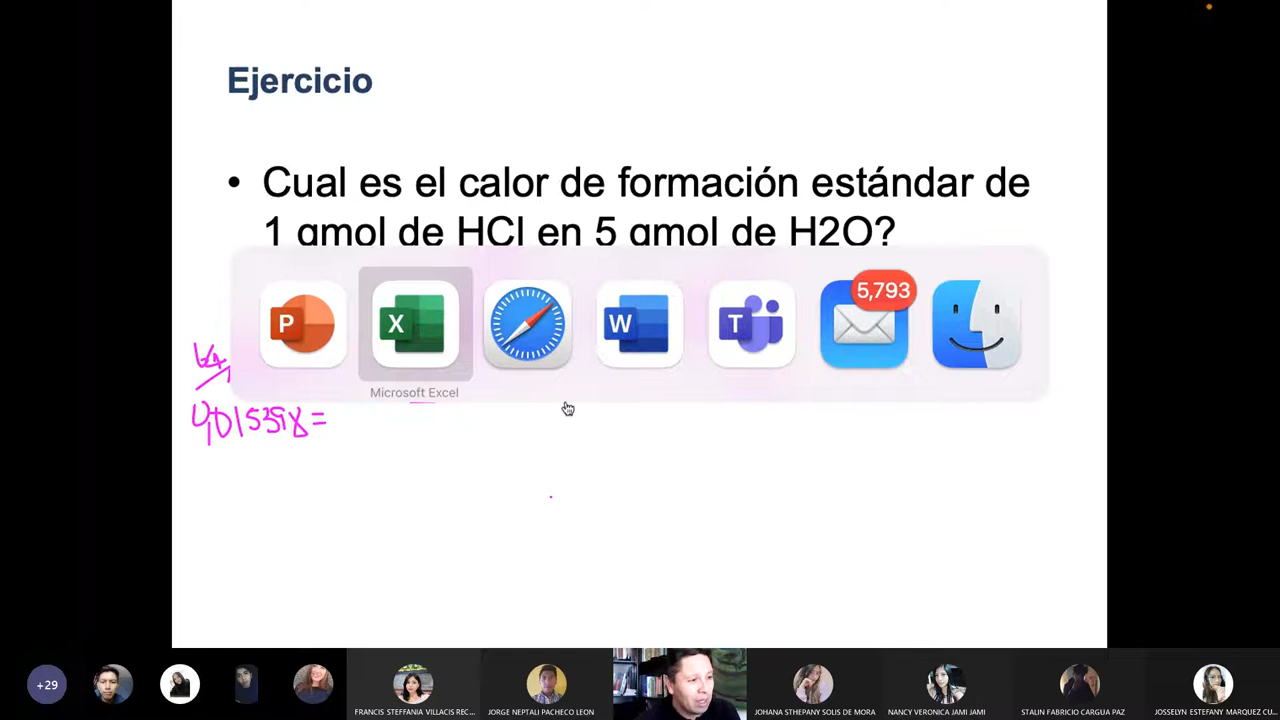 Ejercicio
• Cual es el calor de formación estándar de
1 gmol de HCl en 5 gmol de H2O?
5,793
P
X
W
T
Microsoft Excel
+29
FRANCIS STEFFANIA VILLACIS REC...
JORGE NEPTALI PACHECO LEON
JOHANA STHEPANY SOLIS DE MORA
NANCY VERONICA JAMI JAMI
STALIN FABRICIO CARGUA PAZ
JOSSELYN ESTEFANY MARQUEZ CU...